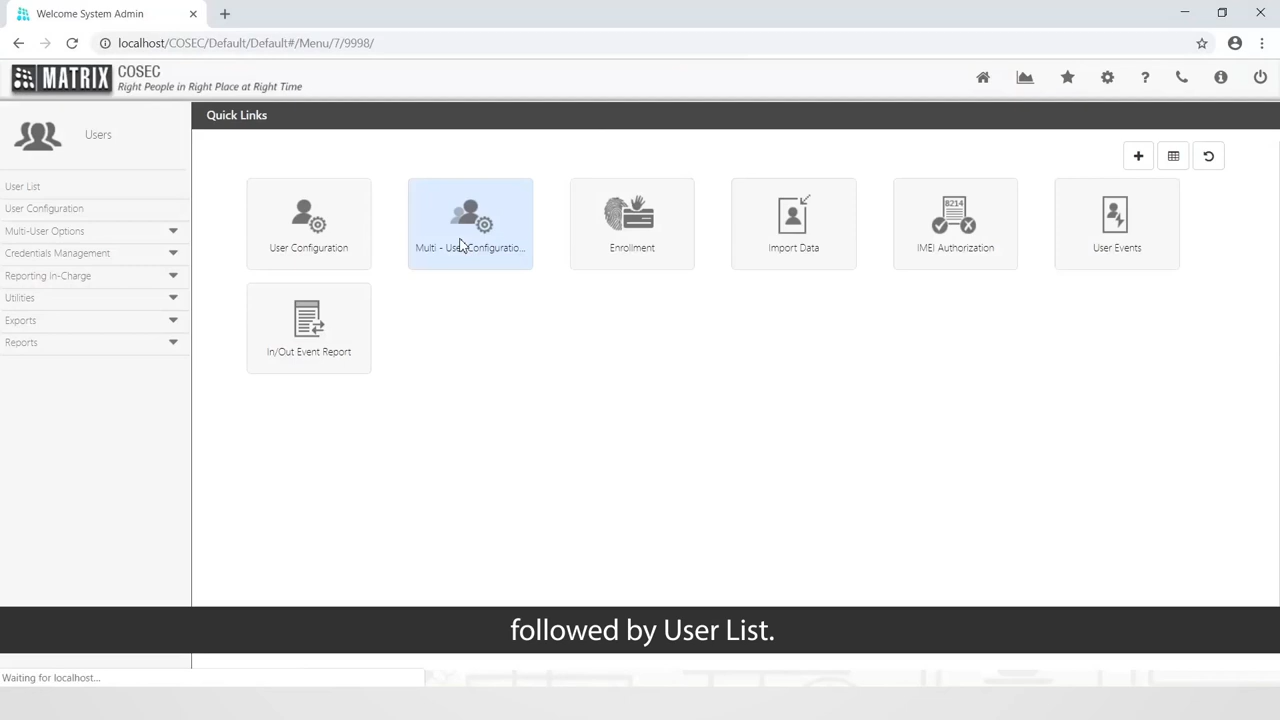 Welcome System Admin
localhost/COSEC/Default/Default#/Menu/7/9998/
MATRIX
COSEC
Right People in Right Place at Right Time
Users
Quick Links
User List
User Configuration
Multi-User Options
Credentials Management
Reporting In-Charge
Utilities
Exports
Reports
User Configuration
Multi - User Configuratio...
Enrollment
Import Data
8214
IMEI Authorization
User Events
In/Out Event Report
followed by User List.
Waiting for localhost...